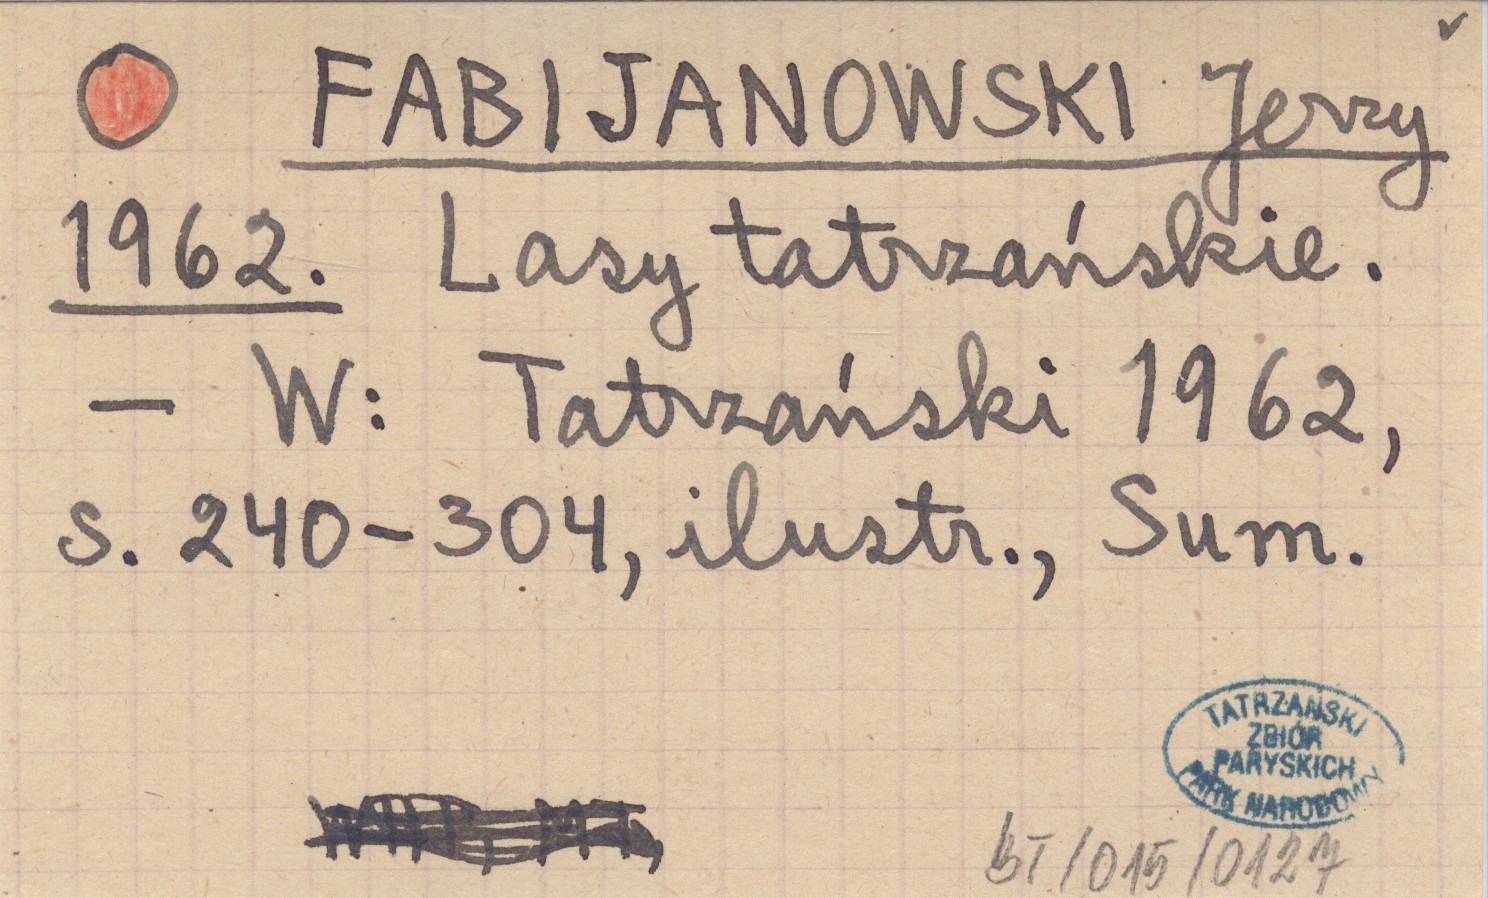 FABIJANOWSKI Jerzy
1962. Lasy tatrzańskie.
— W: Tatrzański 1962,
s. 240-304, ilustr., Sum.
TATRZAŃSKI
ZBIÓR
PARYSKICH
PARK NARODOWY
BT/015/0127